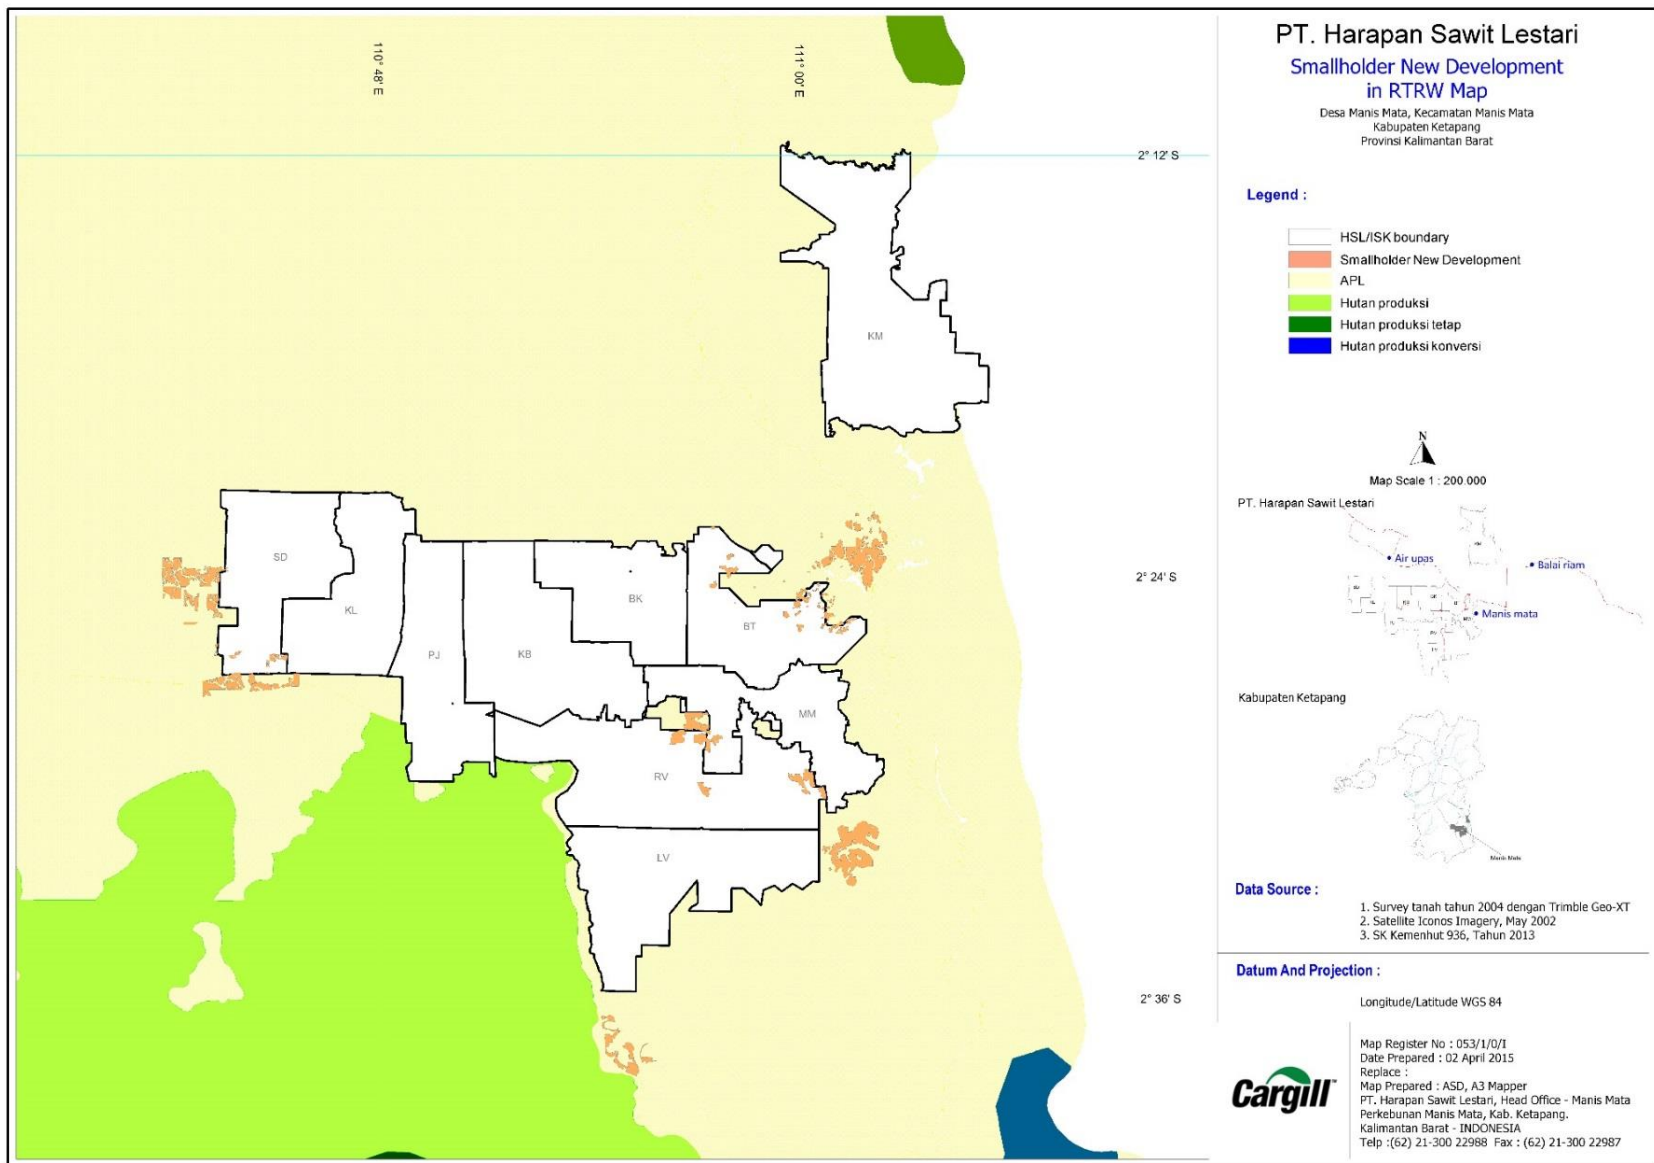 110° 48' E
111° 00' E
2° 12' S
KM
SD
KL
PJ
KB
BK
BT
2° 24' S
MM
RV
LV
2° 36' S
PT. Harapan Sawit Lestari
Smallholder New Development
in RTRW Map
Desa Manis Mata, Kecamatan Manis Mata
Kabupaten Ketapang
Provinsi Kalimantan Barat
Legend :
HSL/ISK boundary
Smallholder New Development
APL
Hutan produksi
Hutan produksi tetap
Hutan produksi konversi
N
Map Scale 1 : 200.000
PT. Harapan Sawit Lestari
Air upas
Balai riam
Manis mata
Kabupaten Ketapang
Manis Mata
Data Source :
1. Survey tanah tahun 2004 dengan Trimble Geo-XT
2. Satellite Iconos Imagery, May 2002
3. SK Kemenhut 936, Tahun 2013
Datum And Projection :
Longitude/Latitude WGS 84
Cargill™
Map Register No : 053/1/0/I
Date Prepared : 02 April 2015
Replace :
Map Prepared : ASD, A3 Mapper
PT. Harapan Sawit Lestari, Head Office - Manis Mata
Perkebunan Manis Mata, Kab. Ketapang.
Kalimantan Barat - INDONESIA
Telp :(62) 21-300 22988 Fax : (62) 21-300 22987